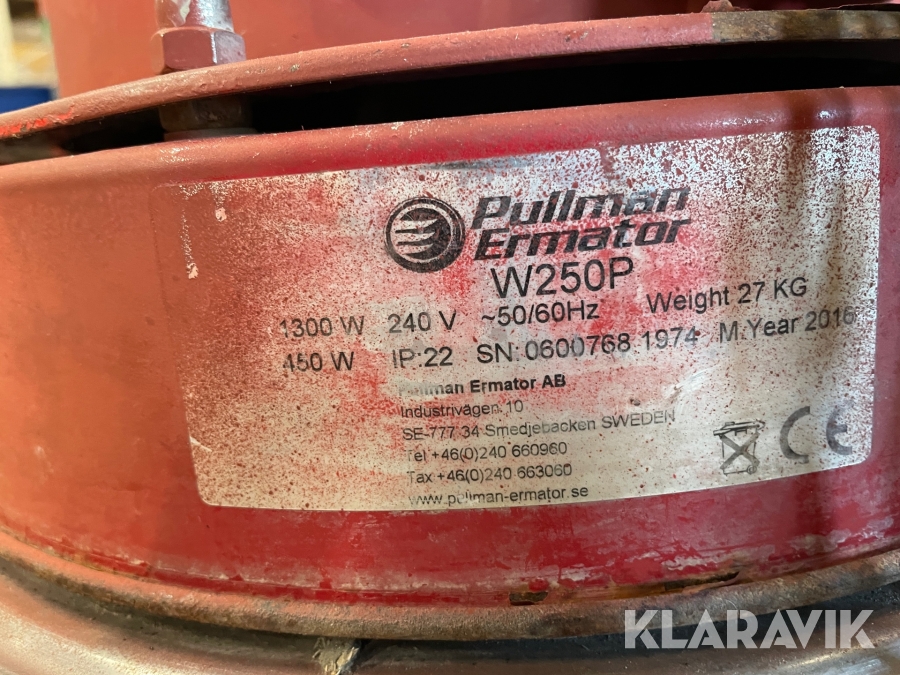 Pullman
Ermator
W250P
1300 W 240 V ~50/60Hz Weight 27 KG
450 W IP:22 SN:0600768 1974 M.Year 2016
Pullman Ermator AB
Industrivägen 10
SE-777 34 Smedjebacken SWEDEN
Tel +46(0)240 660960
Fax +46(0)240 663060
www.pullman-ermator.se
CE
KLARAVIK